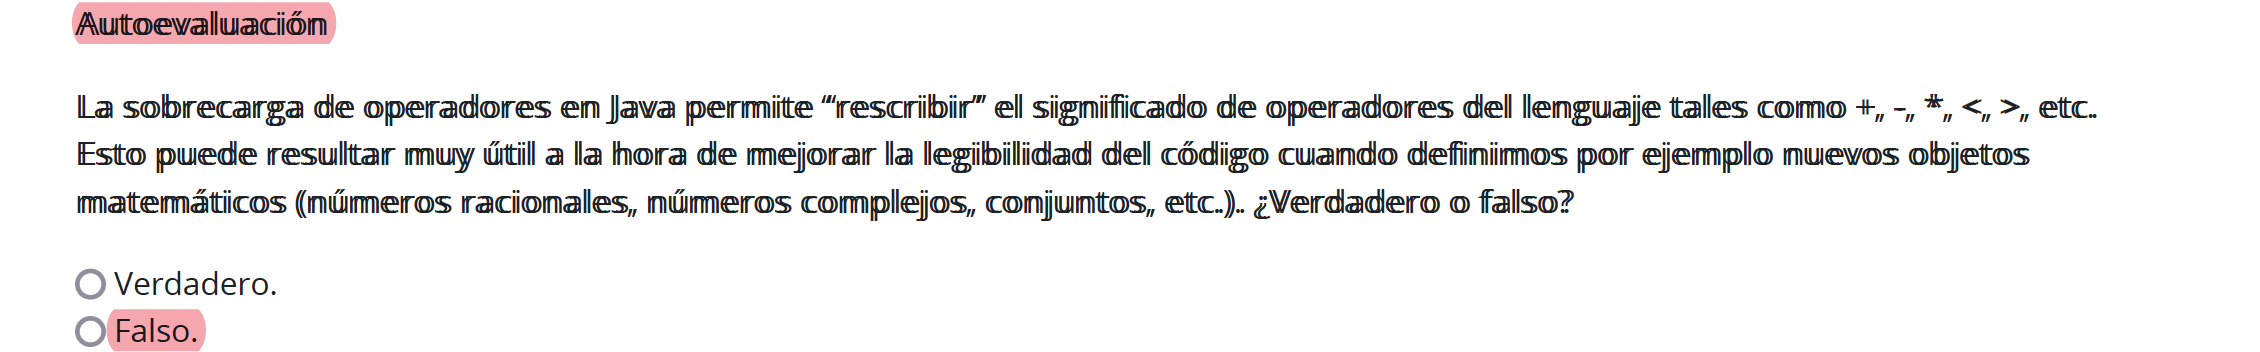 Autoevaluación
La sobrecarga de operadores en Java permite “rescribir” el significado de operadores del lenguaje tales como +, -, *, <, >, etc.
Esto puede resultar muy útil a la hora de mejorar la legibilidad del código cuando definimos por ejemplo nuevos objetos
matemáticos (números racionales, números complejos, conjuntos, etc.). ¿Verdadero o falso?
Verdadero.
Falso.